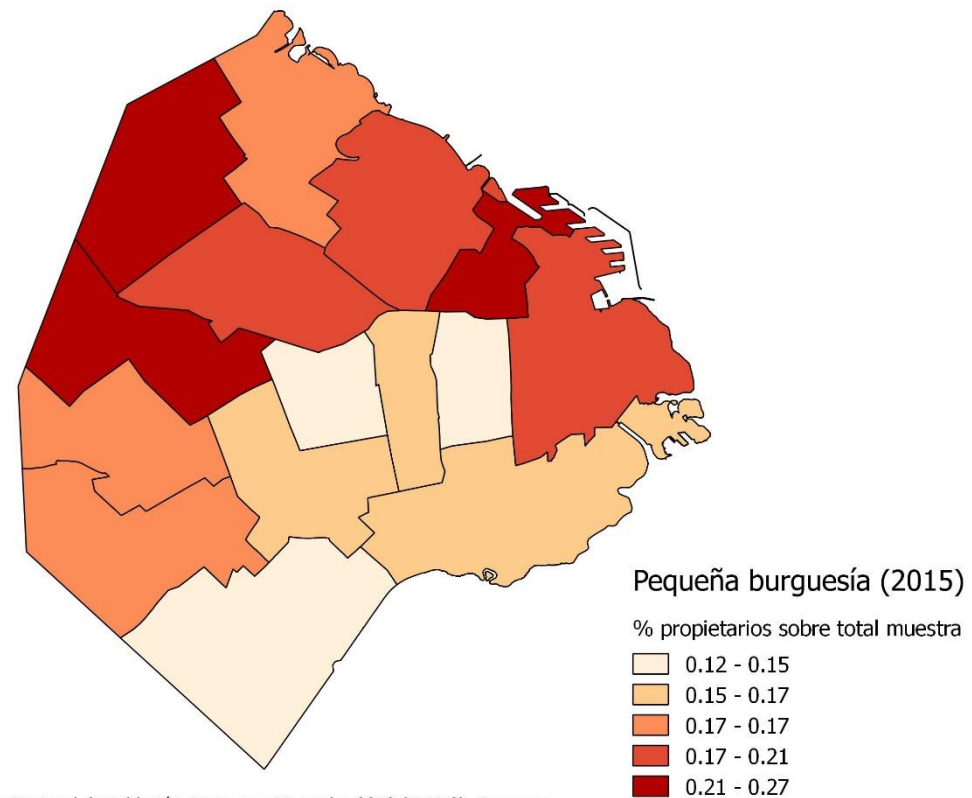 Pequeña burguesía (2015)
% propietarios sobre total muestra
0.12 - 0.15
0.15 - 0.17
0.17 - 0.17
0.17 - 0.21
0.21 - 0.27